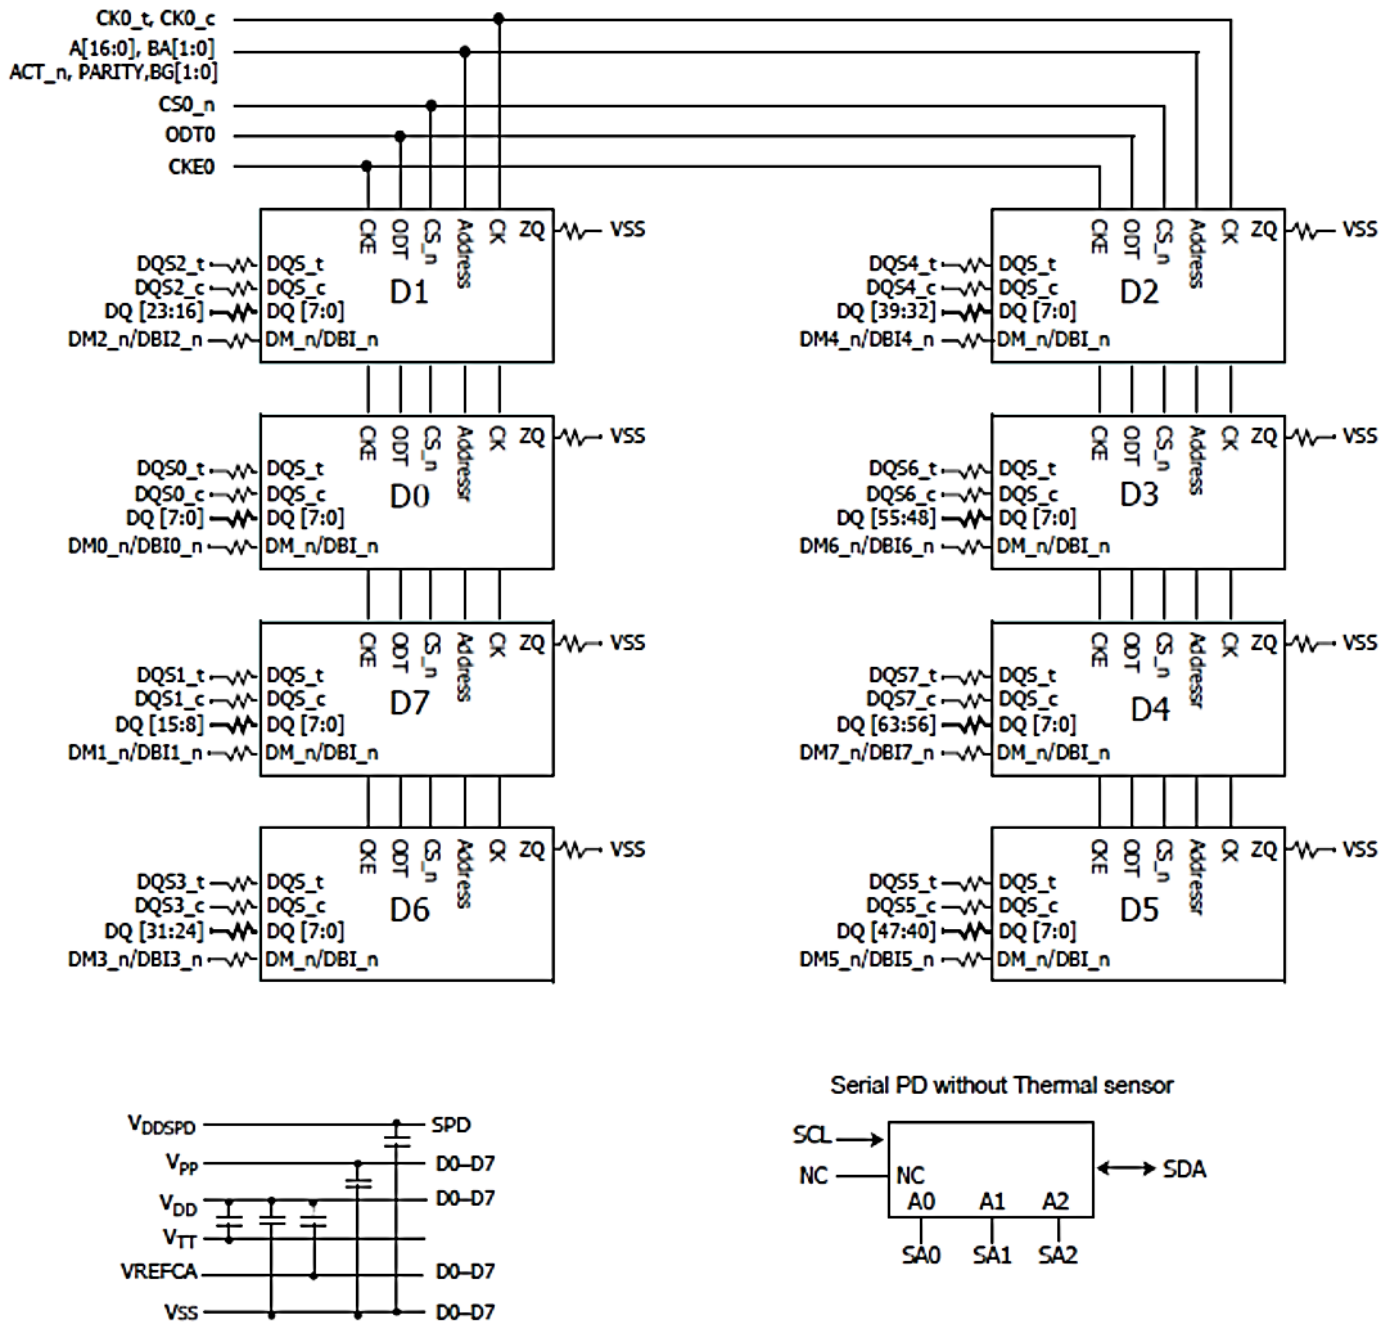 CK0_t, CK0_c
A[16:0], BA[1:0]
ACT_n, PARITY,BG[1:0]
CS0_n
ODT0
CKE0
CKE ODT CS_n Address CK ZQ VSS
DQS2_t DQS_t
DQS2_c DQS_c
DQ [23:16] DQ [7:0]
DM2_n/DBI2_n DM_n/DBI_n
D1
CKE ODT CS_n Address CK ZQ VSS
DQS4_t DQS_t
DQS4_c DQS_c
DQ [39:32] DQ [7:0]
DM4_n/DBI4_n DM_n/DBI_n
D2
CKE ODT CS_n Addressr CK ZQ VSS
DQS0_t DQS_t
DQS0_c DQS_c
DQ [7:0] DQ [7:0]
DM0_n/DBI0_n DM_n/DBI_n
D0
CKE ODT CS_n Address CK ZQ VSS
DQS6_t DQS_t
DQS6_c DQS_c
DQ [55:48] DQ [7:0]
DM6_n/DBI6_n DM_n/DBI_n
D3
CKE ODT CS_n Address CK ZQ VSS
DQS1_t DQS_t
DQS1_c DQS_c
DQ [15:8] DQ [7:0]
DM1_n/DBI1_n DM_n/DBI_n
D7
CKE ODT CS_n Addressr CK ZQ VSS
DQS7_t DQS_t
DQS7_c DQS_c
DQ [63:56] DQ [7:0]
DM7_n/DBI7_n DM_n/DBI_n
D4
CKE ODT CS_n Address CK ZQ VSS
DQS3_t DQS_t
DQS3_c DQS_c
DQ [31:24] DQ [7:0]
DM3_n/DBI3_n DM_n/DBI_n
D6
CKE ODT CS_n Addressr CK ZQ VSS
DQS5_t DQS_t
DQS5_c DQS_c
DQ [47:40] DQ [7:0]
DM5_n/DBI5_n DM_n/DBI_n
D5
VDDSPD SPD
VPP D0–D7
VDD D0–D7
VTT
VREFCA D0–D7
VSS D0–D7
Serial PD without Thermal sensor
SCL
NC NC
SDA
A0 A1 A2
SA0 SA1 SA2